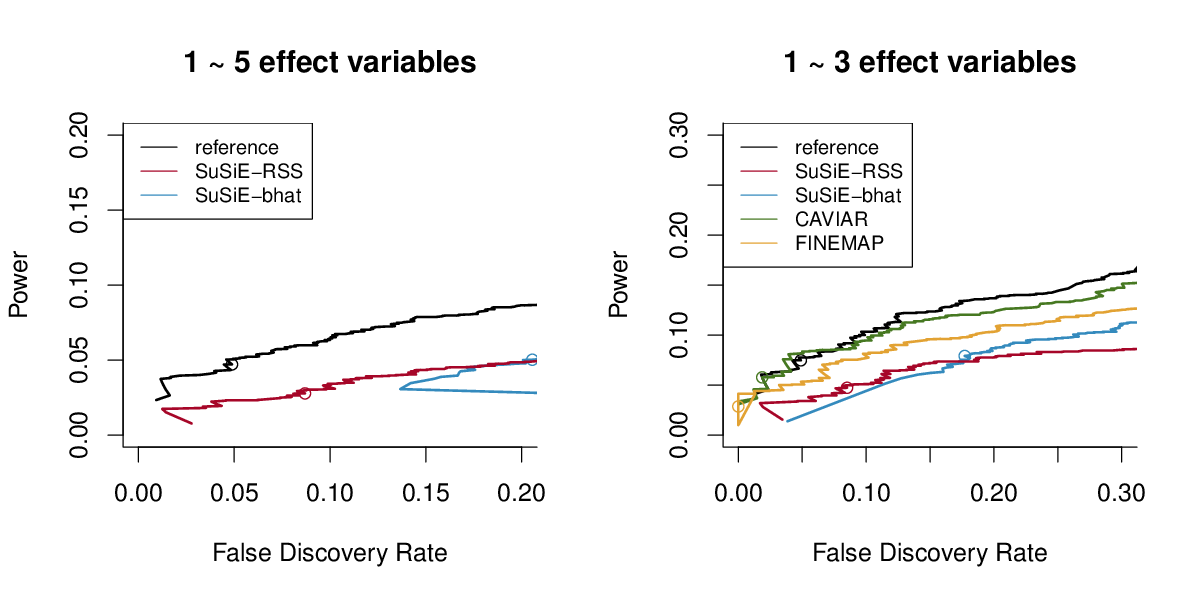 1 ~ 5 effect variables
Power
0.20
0.15
0.10
0.05
0.00
reference
SuSiE−RSS
SuSiE−bhat
0.00 0.05 0.10 0.15 0.20
False Discovery Rate
1 ~ 3 effect variables
Power
0.30
0.20
0.10
0.00
reference
SuSiE−RSS
SuSiE−bhat
CAVIAR
FINEMAP
0.00 0.10 0.20 0.30
False Discovery Rate